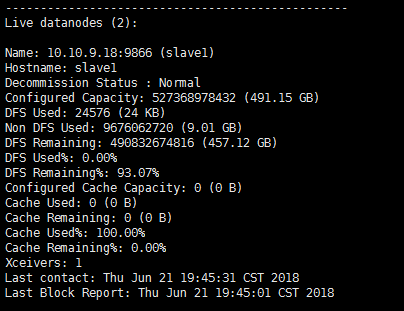 -------------------------------------------------
Live datanodes (2):
Name: 10.10.9.18:9866 (slave1)
Hostname: slave1
Decommission Status : Normal
Configured Capacity: 527368978432 (491.15 GB)
DFS Used: 24576 (24 KB)
Non DFS Used: 9676062720 (9.01 GB)
DFS Remaining: 490832674816 (457.12 GB)
DFS Used%: 0.00%
DFS Remaining%: 93.07%
Configured Cache Capacity: 0 (0 B)
Cache Used: 0 (0 B)
Cache Remaining: 0 (0 B)
Cache Used%: 100.00%
Cache Remaining%: 0.00%
Xceivers: 1
Last contact: Thu Jun 21 19:45:31 CST 2018
Last Block Report: Thu Jun 21 19:45:01 CST 2018